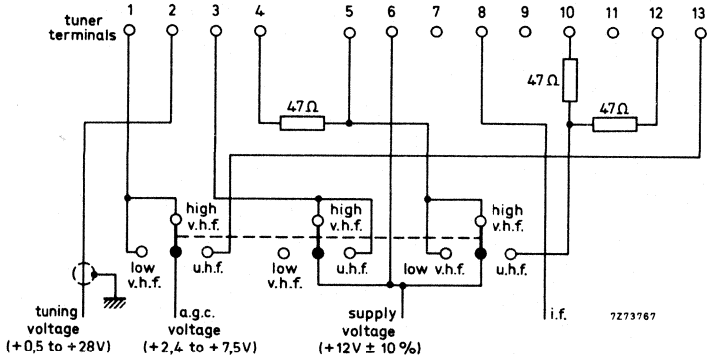 tuner terminals
1 2 3 4 5 6 7 8 9 10 11 12 13
47Ω
47Ω
47Ω
high v.h.f.
high v.h.f.
high v.h.f.
low v.h.f.
u.h.f.
low v.h.f.
u.h.f.
low v.h.f.
u.h.f.
tuning voltage
(+0,5 to +28V)
a.g.c. voltage
(+2,4 to +7,5V)
supply voltage
(+12V ± 10 %)
i.f.
7Z73767